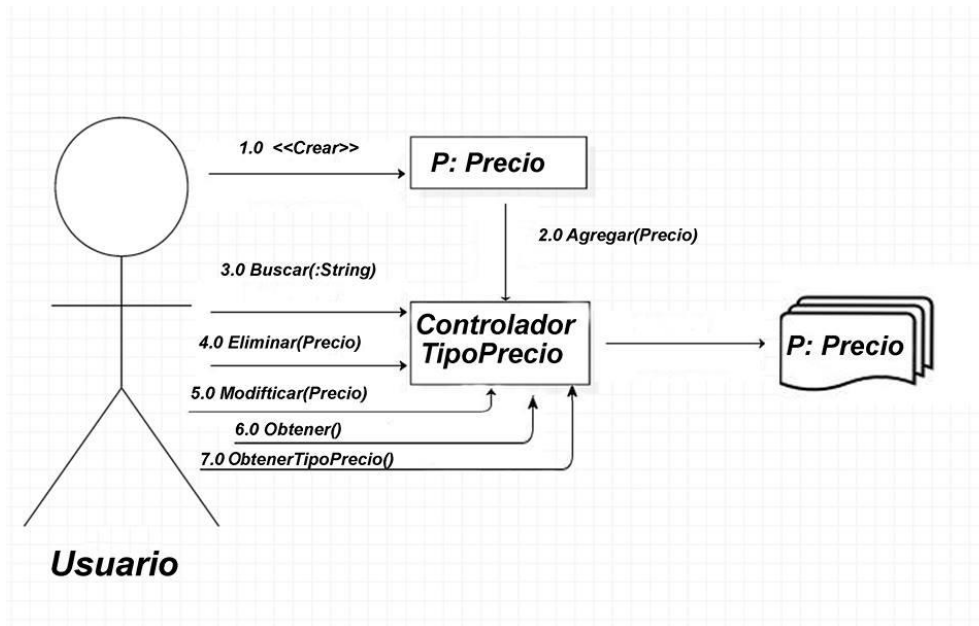 1.0 <<Crear>>
P: Precio
2.0 Agregar(Precio)
3.0 Buscar(:String)
Controlador
TipoPrecio
4.0 Eliminar(Precio)
P: Precio
5.0 Modifticar(Precio)
6.0 Obtener()
7.0 ObtenerTipoPrecio()
Usuario